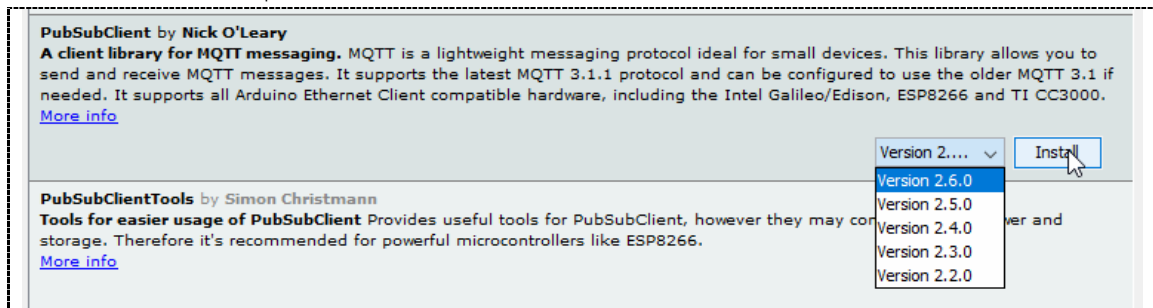 PubSubClient by Nick O'Leary
A client library for MQTT messaging. MQTT is a lightweight messaging protocol ideal for small devices. This library allows you to
send and receive MQTT messages. It supports the latest MQTT 3.1.1 protocol and can be configured to use the older MQTT 3.1 if
needed. It supports all Arduino Ethernet Client compatible hardware, including the Intel Galileo/Edison, ESP8266 and TI CC3000.
More info
Version 2.... Install
Version 2.6.0
Version 2.5.0
Version 2.4.0
Version 2.3.0
Version 2.2.0
PubSubClientTools by Simon Christmann
Tools for easier usage of PubSubClient Provides useful tools for PubSubClient, however they may and
storage. Therefore it's recommended for powerful microcontrollers like ESP8266.
More info